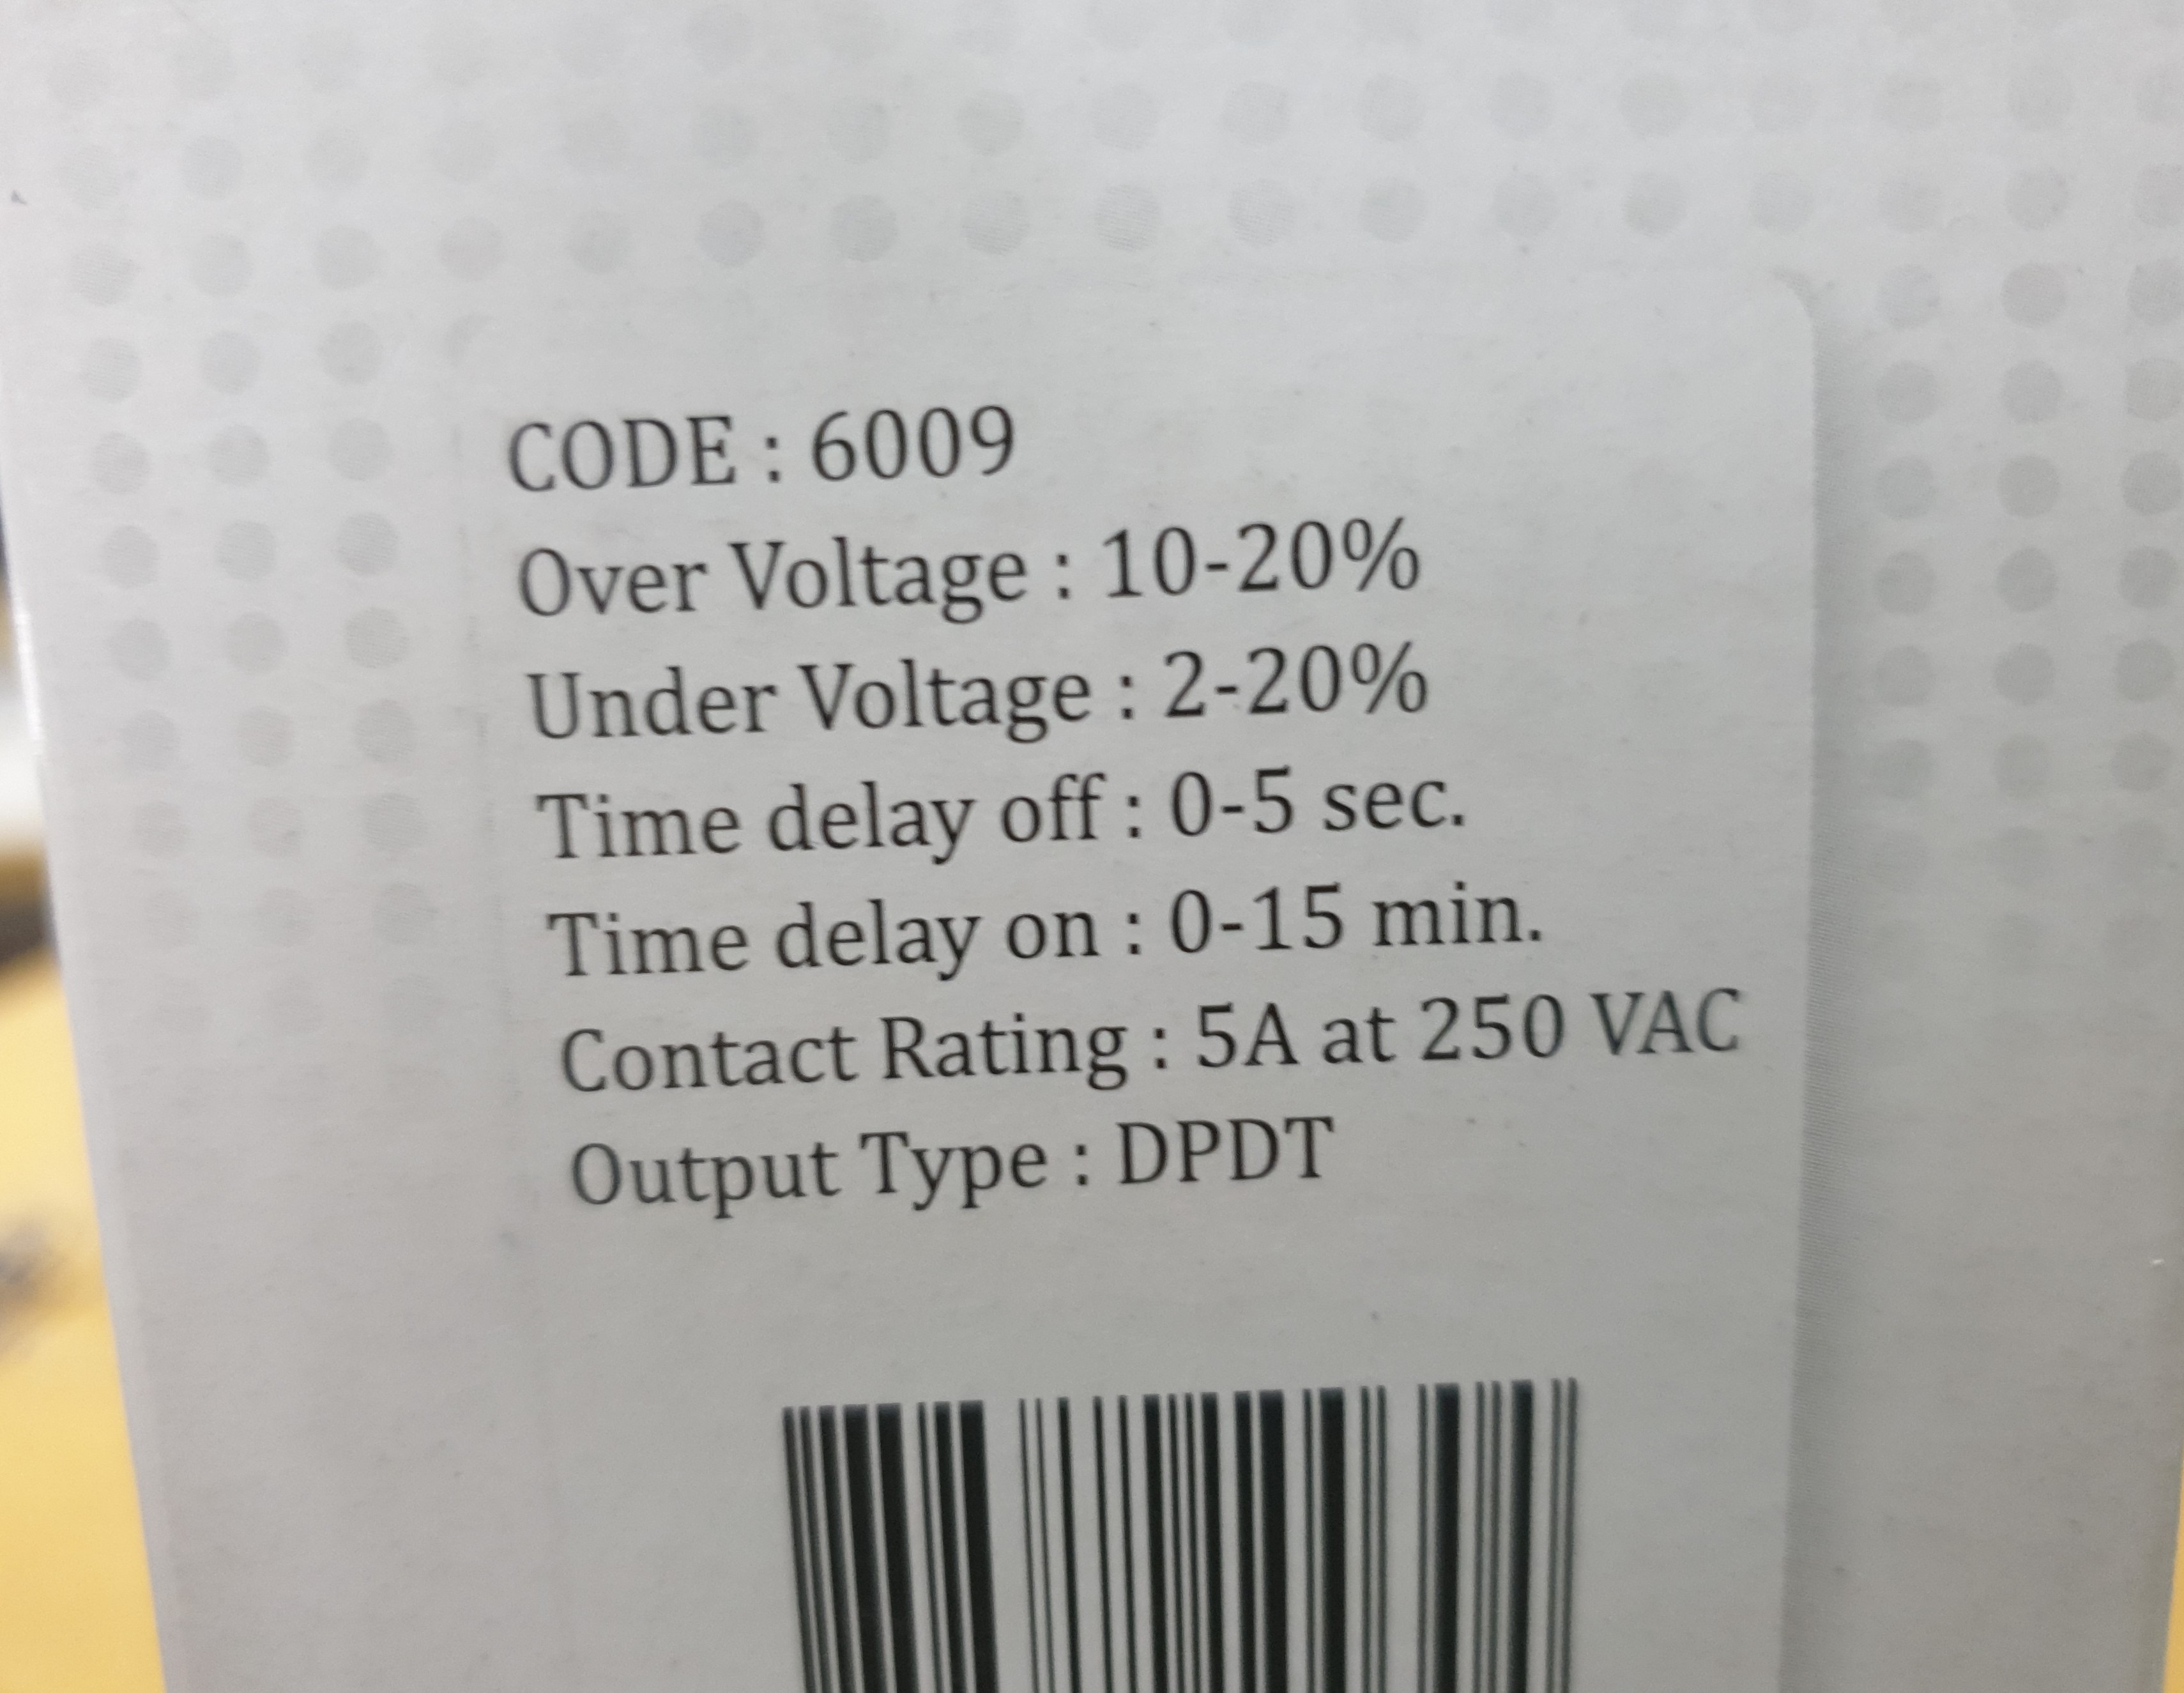 CODE : 6009
Over Voltage : 10-20%
Under Voltage : 2-20%
Time delay off : 0-5 sec.
Time delay on : 0-15 min.
Contact Rating : 5A at 250 VAC
Output Type : DPDT